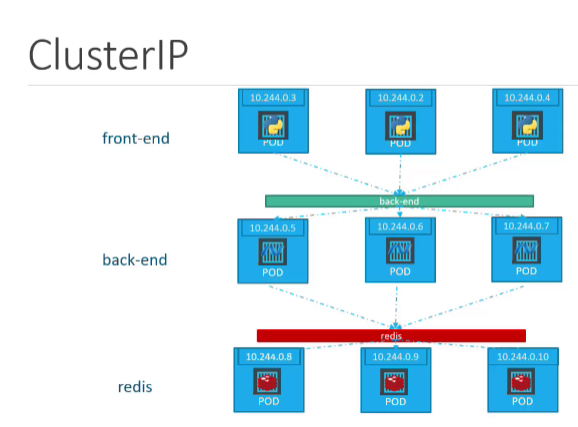 ClusterIP
10.244.0.3 10.244.0.2 10.244.0.4
front-end
POD POD POD
back-end
10.244.0.5 10.244.0.6 10.244.0.7
back-end
POD POD POD
redis
10.244.0.8 10.244.0.9 10.244.0.10
redis
POD POD POD